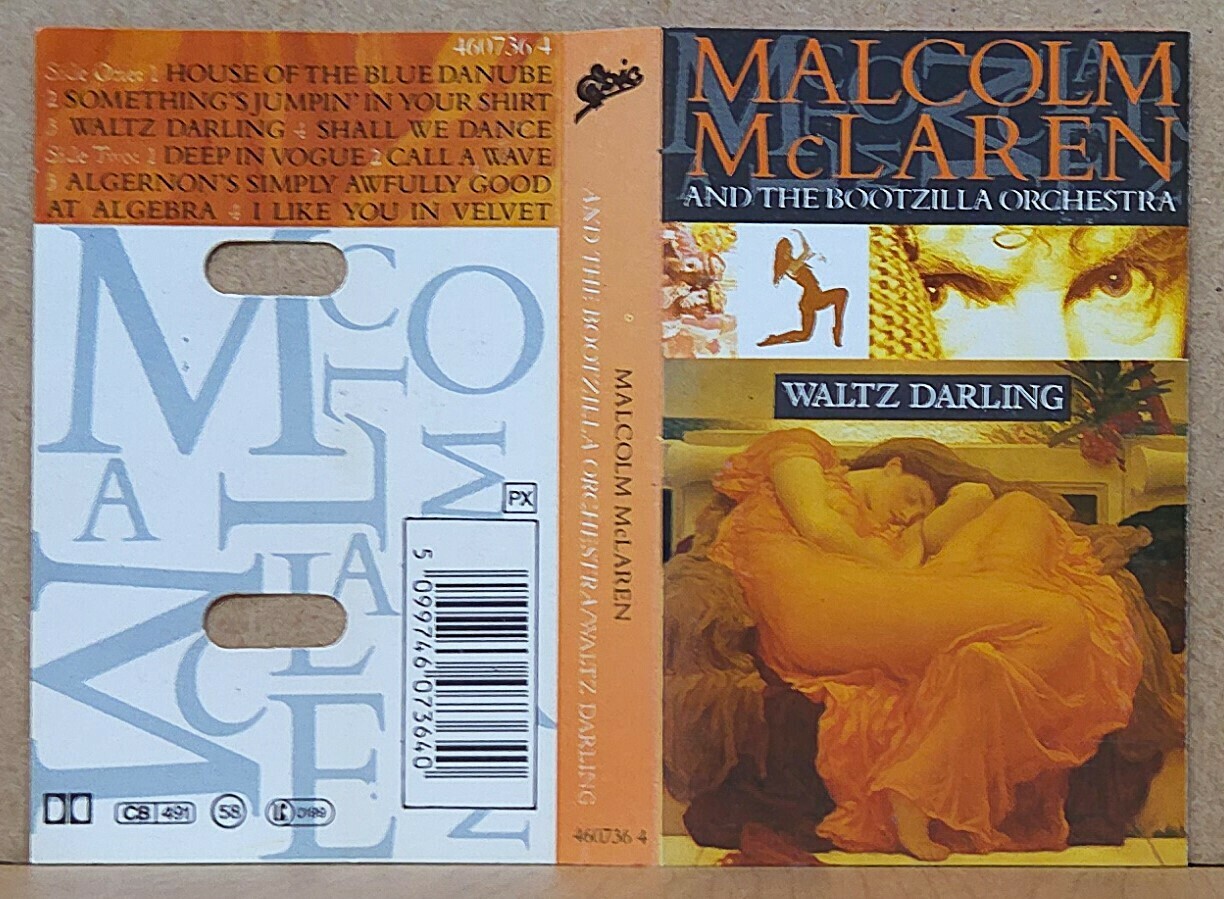 460736 4
Side One: 1 HOUSE OF THE BLUE DANUBE
2 SOMETHING'S JUMPIN' IN YOUR SHIRT
3 WALTZ DARLING 4 SHALL WE DANCE
Side Two: 1 DEEP IN VOGUE 2 CALL A WAVE
3 ALGERNON'S SIMPLY AWFULLY GOOD
AT ALGEBRA 4 I LIKE YOU IN VELVET
M C O
L
L M
A
I
PX
L A
M C L
E
N
5 099746 073640
CB 491
58
0199
Epic
MALCOLM McLAREN
AND THE BOOTZILLA ORCHESTRA/WALTZ DARLING
460736 4
MALCOLM
McLAREN
AND THE BOOTZILLA ORCHESTRA
WALTZ DARLING